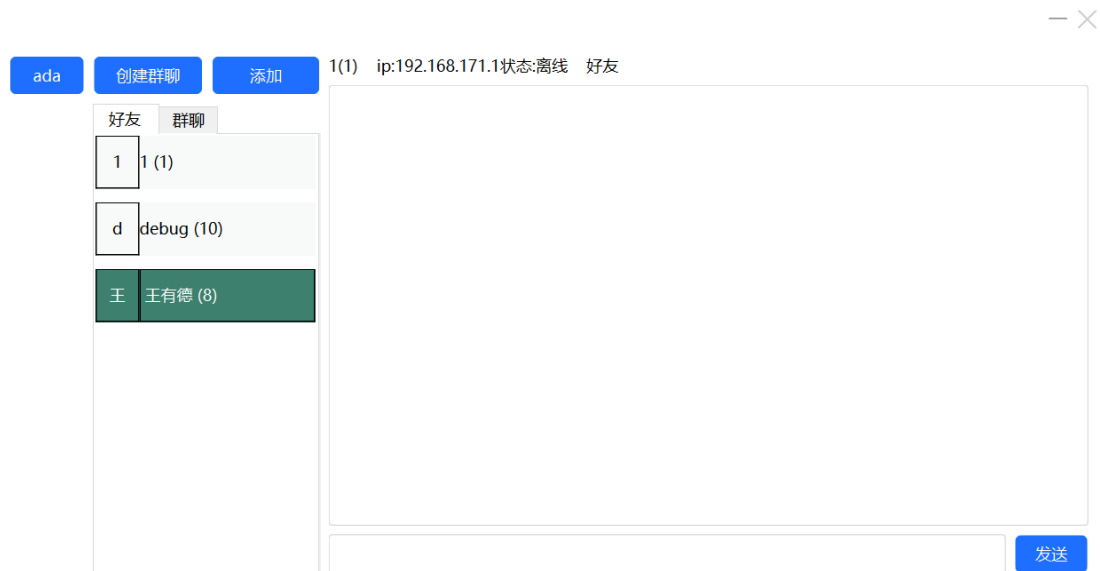 ada 创建群聊 添加 1(1) ip:192.168.171.1状态:离线 好友
好友 群聊
1 1 (1)
d debug (10)
王 王有德 (8)
发送